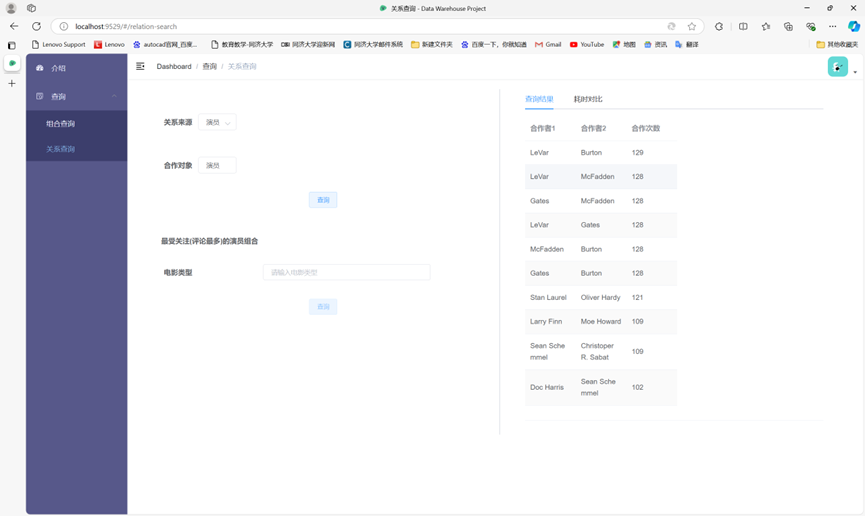 关系查询 - Data Warehouse Project
localhost:9529/#/relation-search
Lenovo Support
Lenovo
autocad官网_百度...
教育教学-同济大学
同济大学迎新网
同济大学邮件系统
新建文件夹
百度一下，你就知道
Gmail
YouTube
地图
资讯
翻译
其他收藏夹
介绍
查询
组合查询
关系查询
Dashboard / 查询 / 关系查询
关系来源 演员
合作对象 演员
查询
最受关注(评论最多)的演员组合
电影类型 请输入电影类型
查询
查询结果 耗时对比
合作者1 合作者2 合作次数
LeVar Burton 129
LeVar McFadden 128
Gates McFadden 128
LeVar Gates 128
McFadden Burton 128
Gates Burton 128
Stan Laurel Oliver Hardy 121
Larry Finn Moe Howard 109
Sean Sche
mmel
Christoper
R. Sabat
109
Doc Harris
Sean Sche
mmel
102